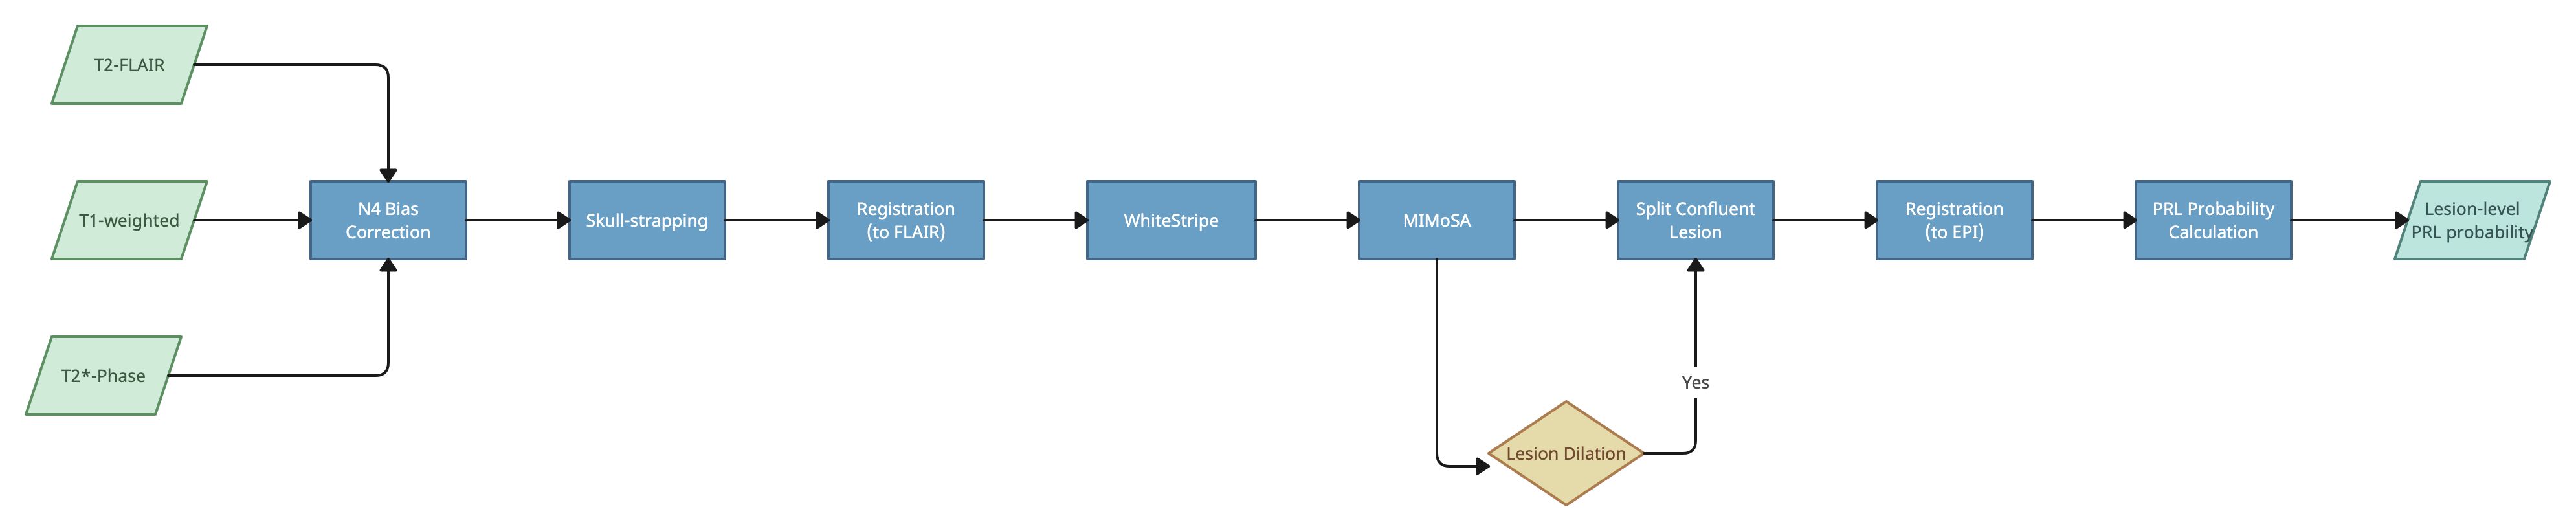 T2-FLAIR
T1-weighted
T2*-Phase
N4 Bias
Correction
Skull-strapping
Registration
(to FLAIR)
WhiteStripe
MIMoSA
Lesion Dilation
Yes
Split Confluent
Lesion
Registration
(to EPI)
PRL Probability
Calculation
Lesion-level
PRL probability